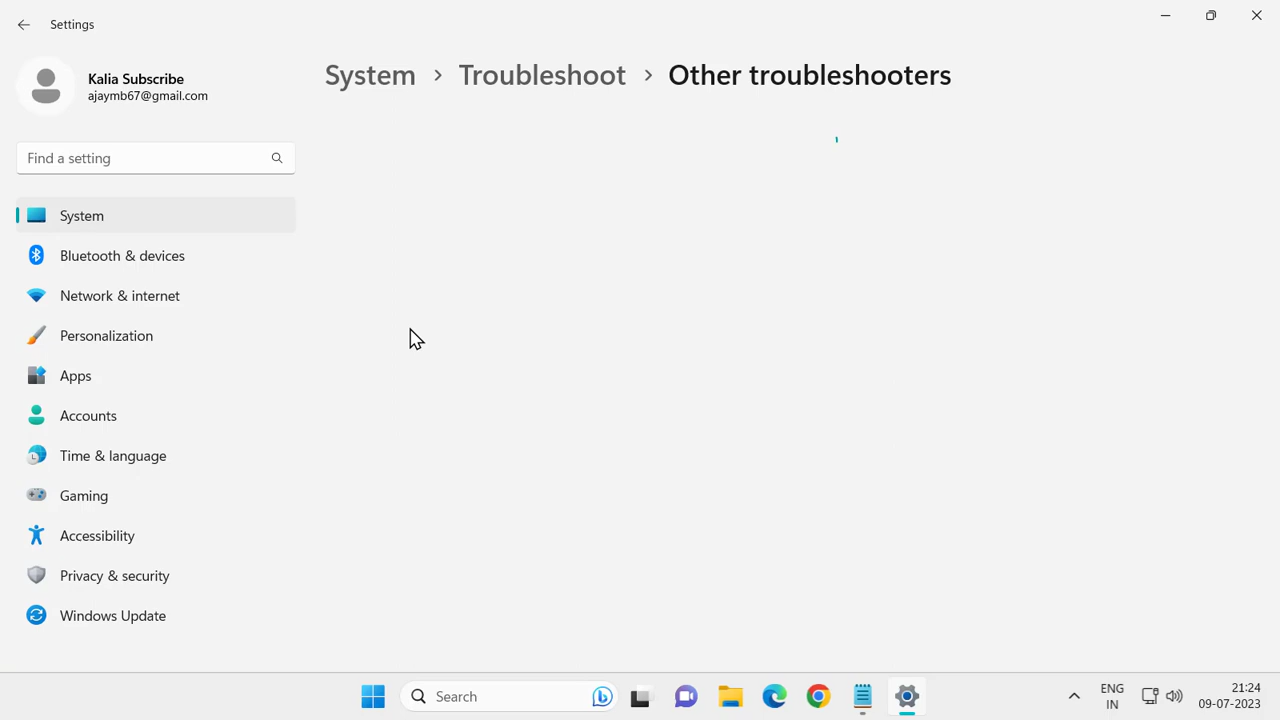 Settings
Kalia Subscribe
ajaymb67@gmail.com
System > Troubleshoot > Other troubleshooters
Find a setting
System
Bluetooth & devices
Network & internet
Personalization
Apps
Accounts
Time & language
Gaming
Accessibility
Privacy & security
Windows Update
Search
ENG
IN
21:24
09-07-2023